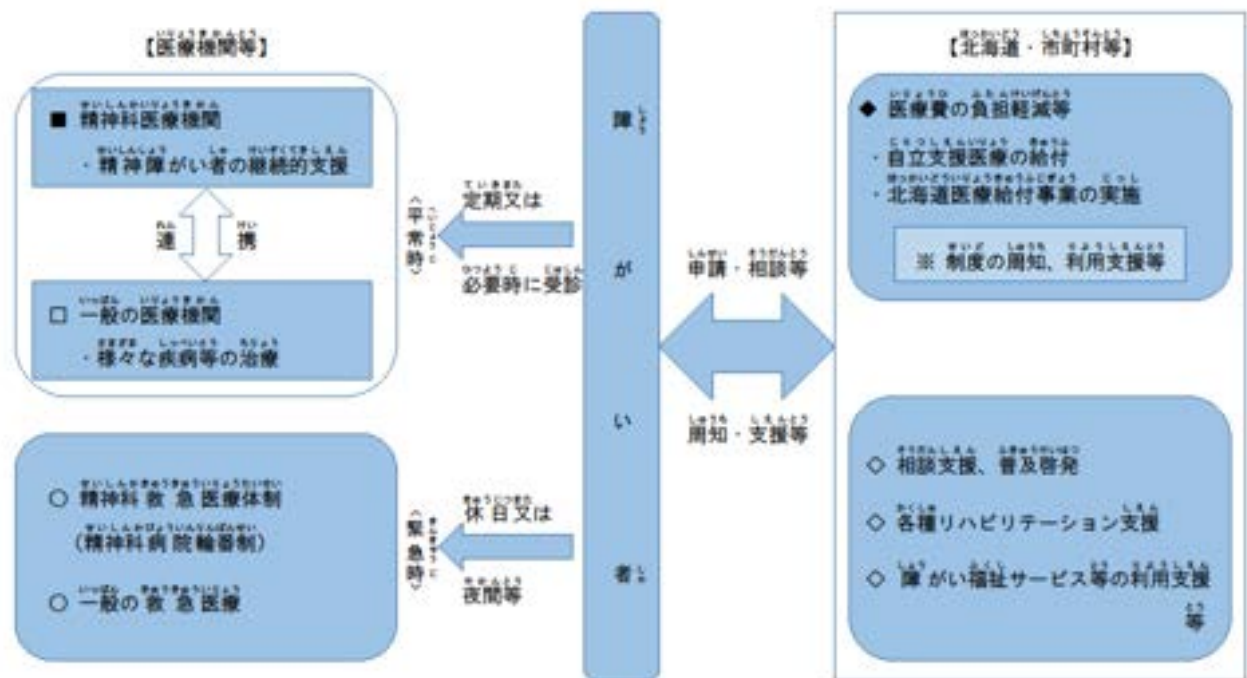 【医療機関等】
■ 精神科医療機関
・精神障がい者の継続的支援
連携
□ 一般の医療機関
・様々な疾病等の治療
○ 精神科救急医療体制
(精神科病院輪番制)
○ 一般の救急医療
〈平常時〉
定期又は
必要時に受診
〈緊急時〉
休日又は
夜間等
障がい者
申請・相談等
周知・支援等
【北海道・市町村等】
◆ 医療費の負担軽減等
・自立支援医療の給付
・北海道医療給付事業の実施
※ 制度の周知、利用支援等
◇ 相談支援、普及啓発
◇ 各種リハビリテーション支援
◇ 障がい福祉サービス等の利用支援
等